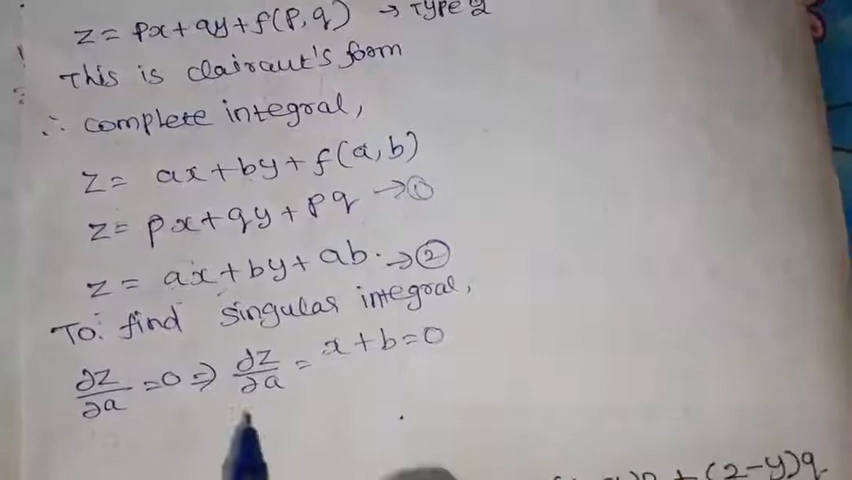 z = px + qy + f(p, q) → Type 2
This is clairaut's form
∴ complete integral,
z = ax + by + f(a, b)
z = px + qy + pq → ①
z = ax + by + ab. → ②
To find singular integral,
∂z/∂a = 0 ⇒ ∂z/∂a = x + b = 0
+ (2-y)q